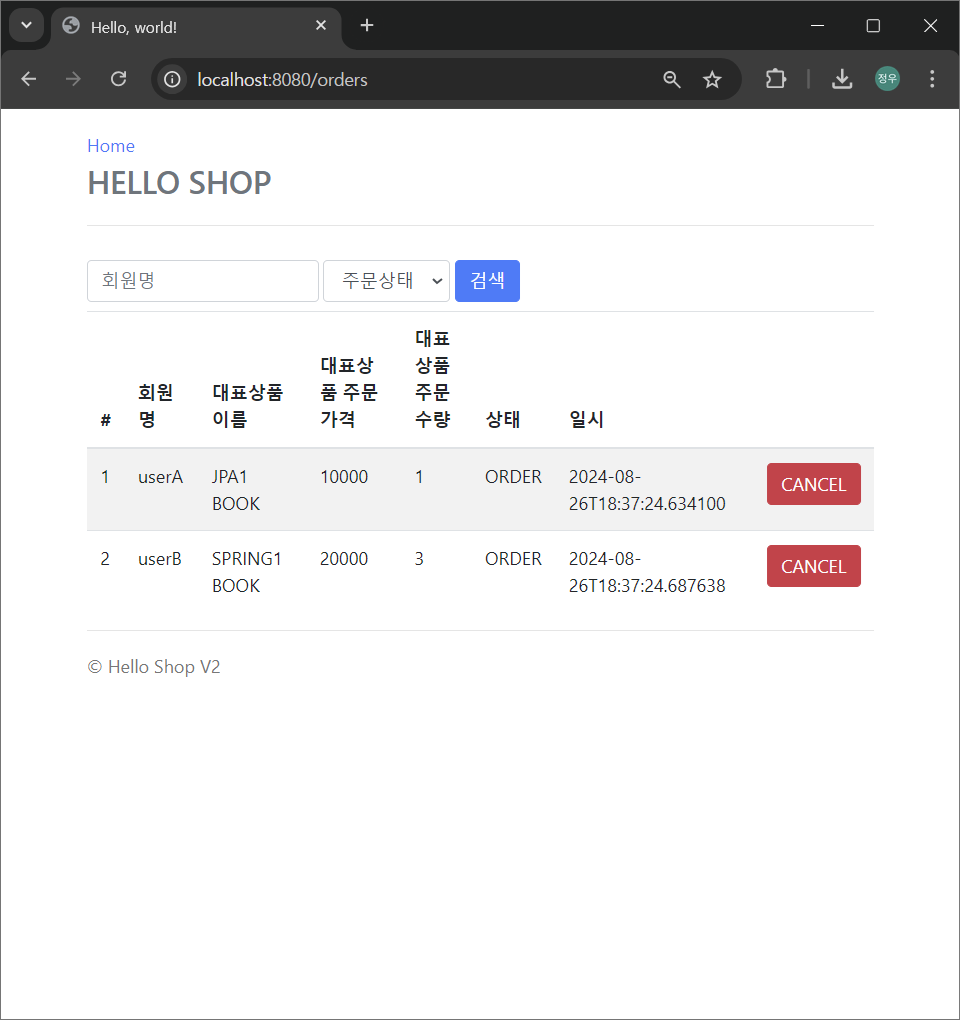 Hello, world!
localhost:8080/orders
정우
Home
HELLO SHOP
회원명 주문상태 검색
# 회원명 대표상품 이름 대표상품 주문가격 대표상품 주문수량 상태 일시
1 userA JPA1 BOOK 10000 1 ORDER 2024-08-26T18:37:24.634100 CANCEL
2 userB SPRING1 BOOK 20000 3 ORDER 2024-08-26T18:37:24.687638 CANCEL
© Hello Shop V2